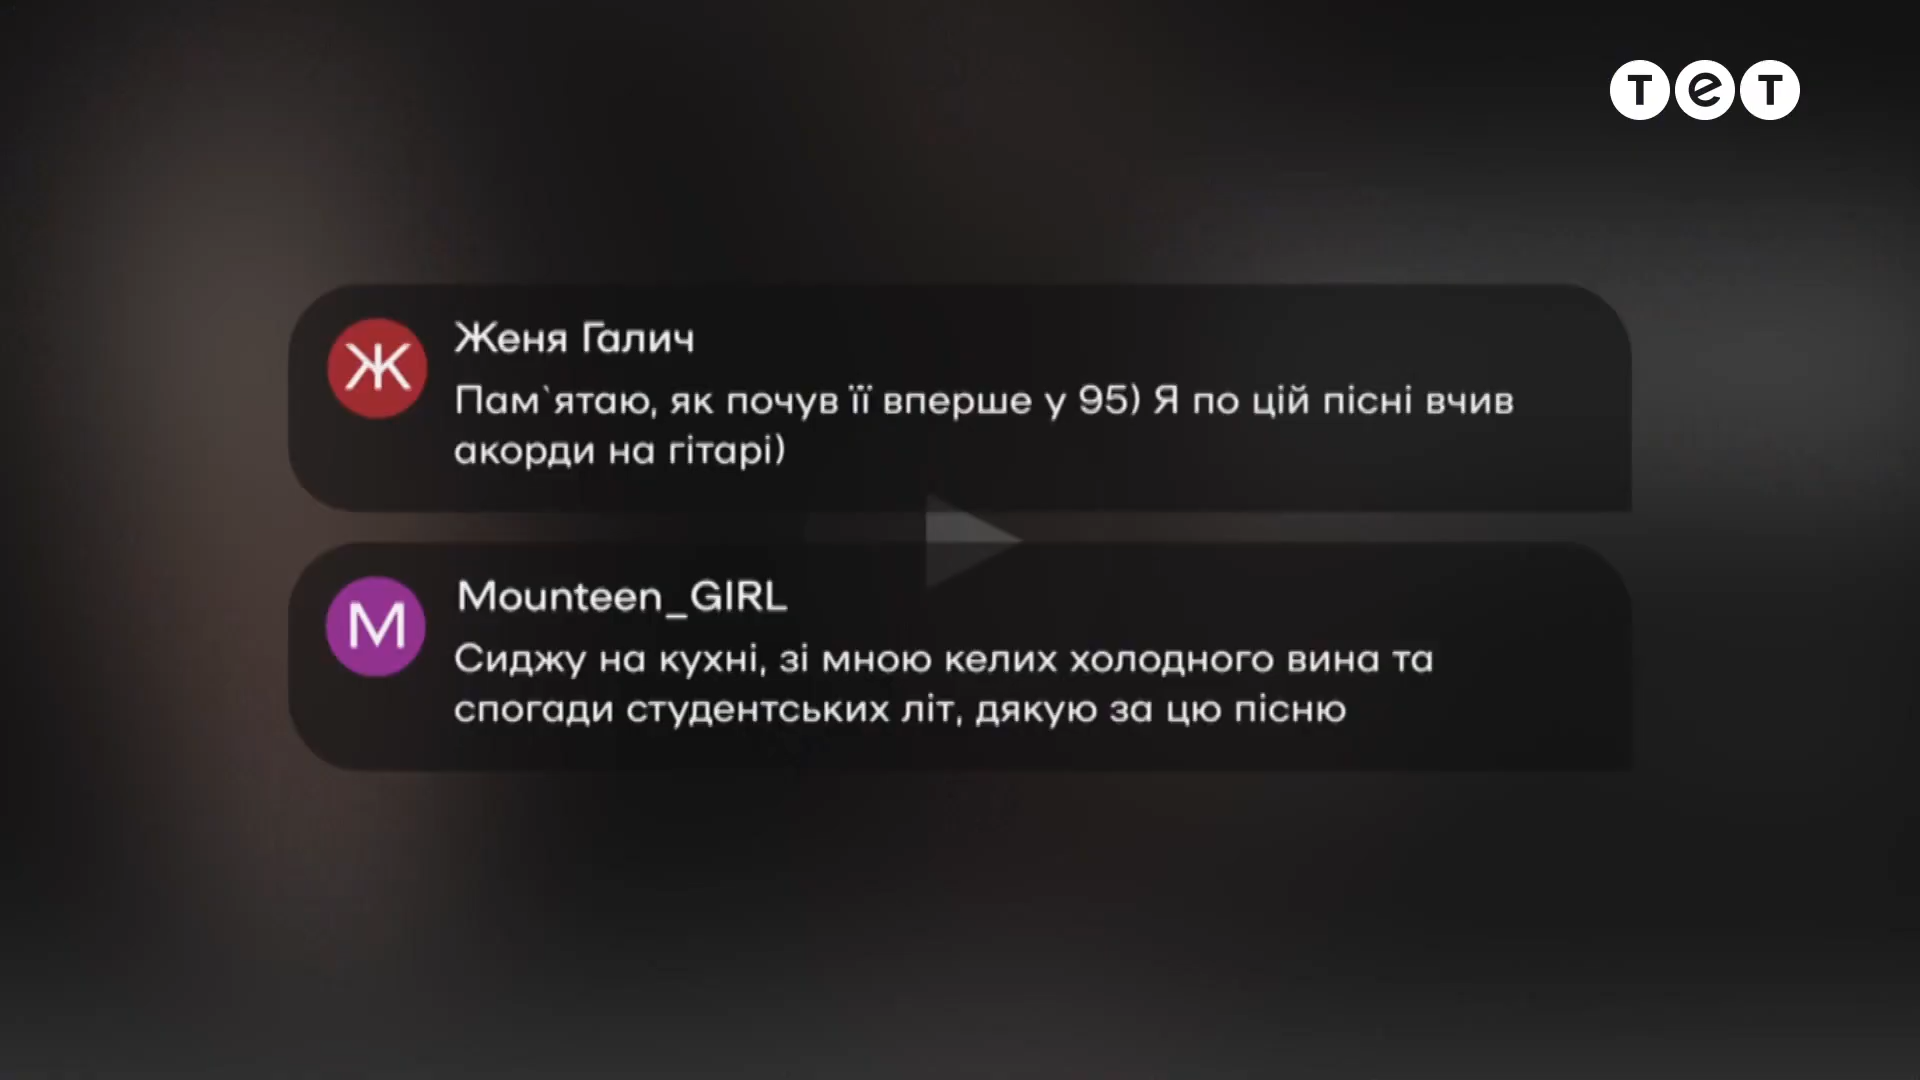 тет
Ж
Женя Галич
Пам`ятаю, як почув її вперше у 95) Я по цій пісні вчив
акорди на гітарі)
M
Mounteen_GIRL
Сиджу на кухні, зі мною келих холодного вина та
спогади студентських літ, дякую за цю пісню